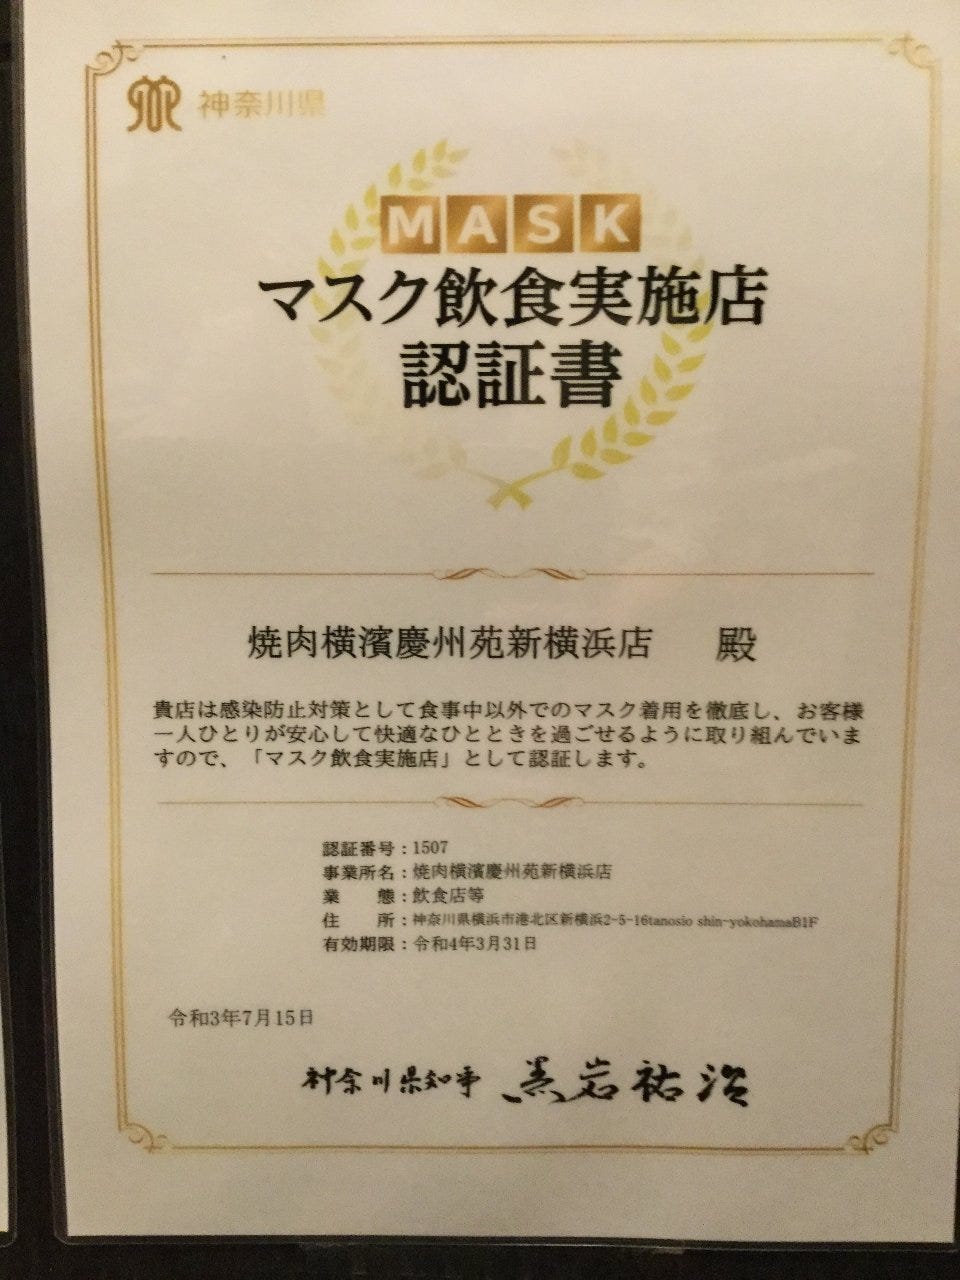 神奈川県
MASK
マスク飲食実施店
認証書
焼肉横濱慶州苑新横浜店 殿
貴店は感染防止対策として食事中以外でのマスク着用を徹底し、お客様
一人ひとりが安心して快適なひとときを過ごせるように取り組んでいま
すので、「マスク飲食実施店」として認証します。
認証番号：1507
事業所名：焼肉横濱慶州苑新横浜店
業　　態：飲食店等
住　　所：神奈川県横浜市港北区新横浜2-5-16tanosio shin-yokohamaB1F
有効期限：令和4年3月31日
令和3年7月15日
神奈川県知事 黒岩祐治